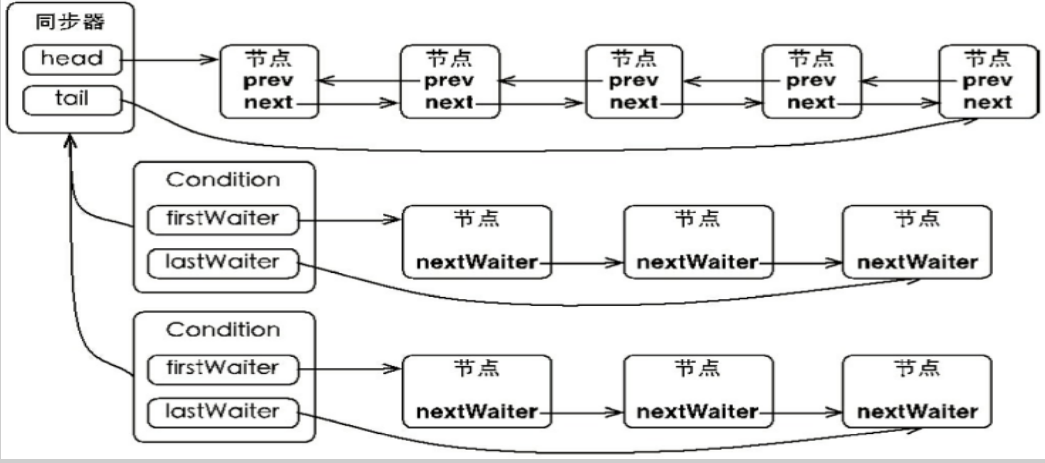 同步器
head
tail
节点
prev
next
节点
prev
next
节点
prev
next
节点
prev
next
节点
prev
next
Condition
firstWaiter
lastWaiter
节点
nextWaiter
节点
nextWaiter
节点
nextWaiter
Condition
firstWaiter
lastWaiter
节点
nextWaiter
节点
nextWaiter
节点
nextWaiter